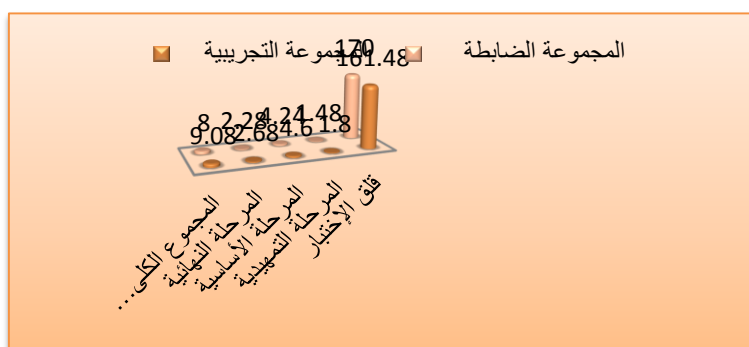 المجموعة الضابطة
المجموعة التجريبية
170
161.48
1.48
1.8
4.24
4.6
2.28
2.68
8
9.08
قلق الإختبار
المرحلة التمهيدية
المرحلة الأساسية
المرحلة النهائية
المجموع الكلى...